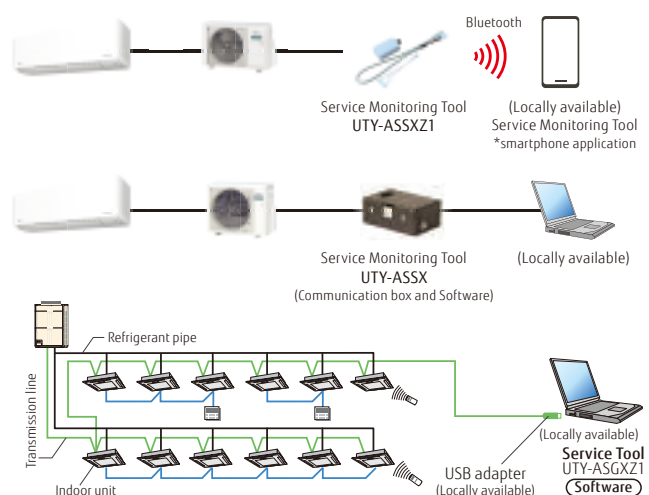 Bluetooth
Service Monitoring Tool
UTY-ASSXZ1
(Locally available)
Service Monitoring Tool
*smartphone application
Service Monitoring Tool
UTY-ASSX
(Communication box and Software)
(Locally available)
Refrigerant pipe
Transmission line
Indoor unit
USB adapter
(Locally available)
(Locally available)
Service Tool
UTY-ASGXZ1
Software